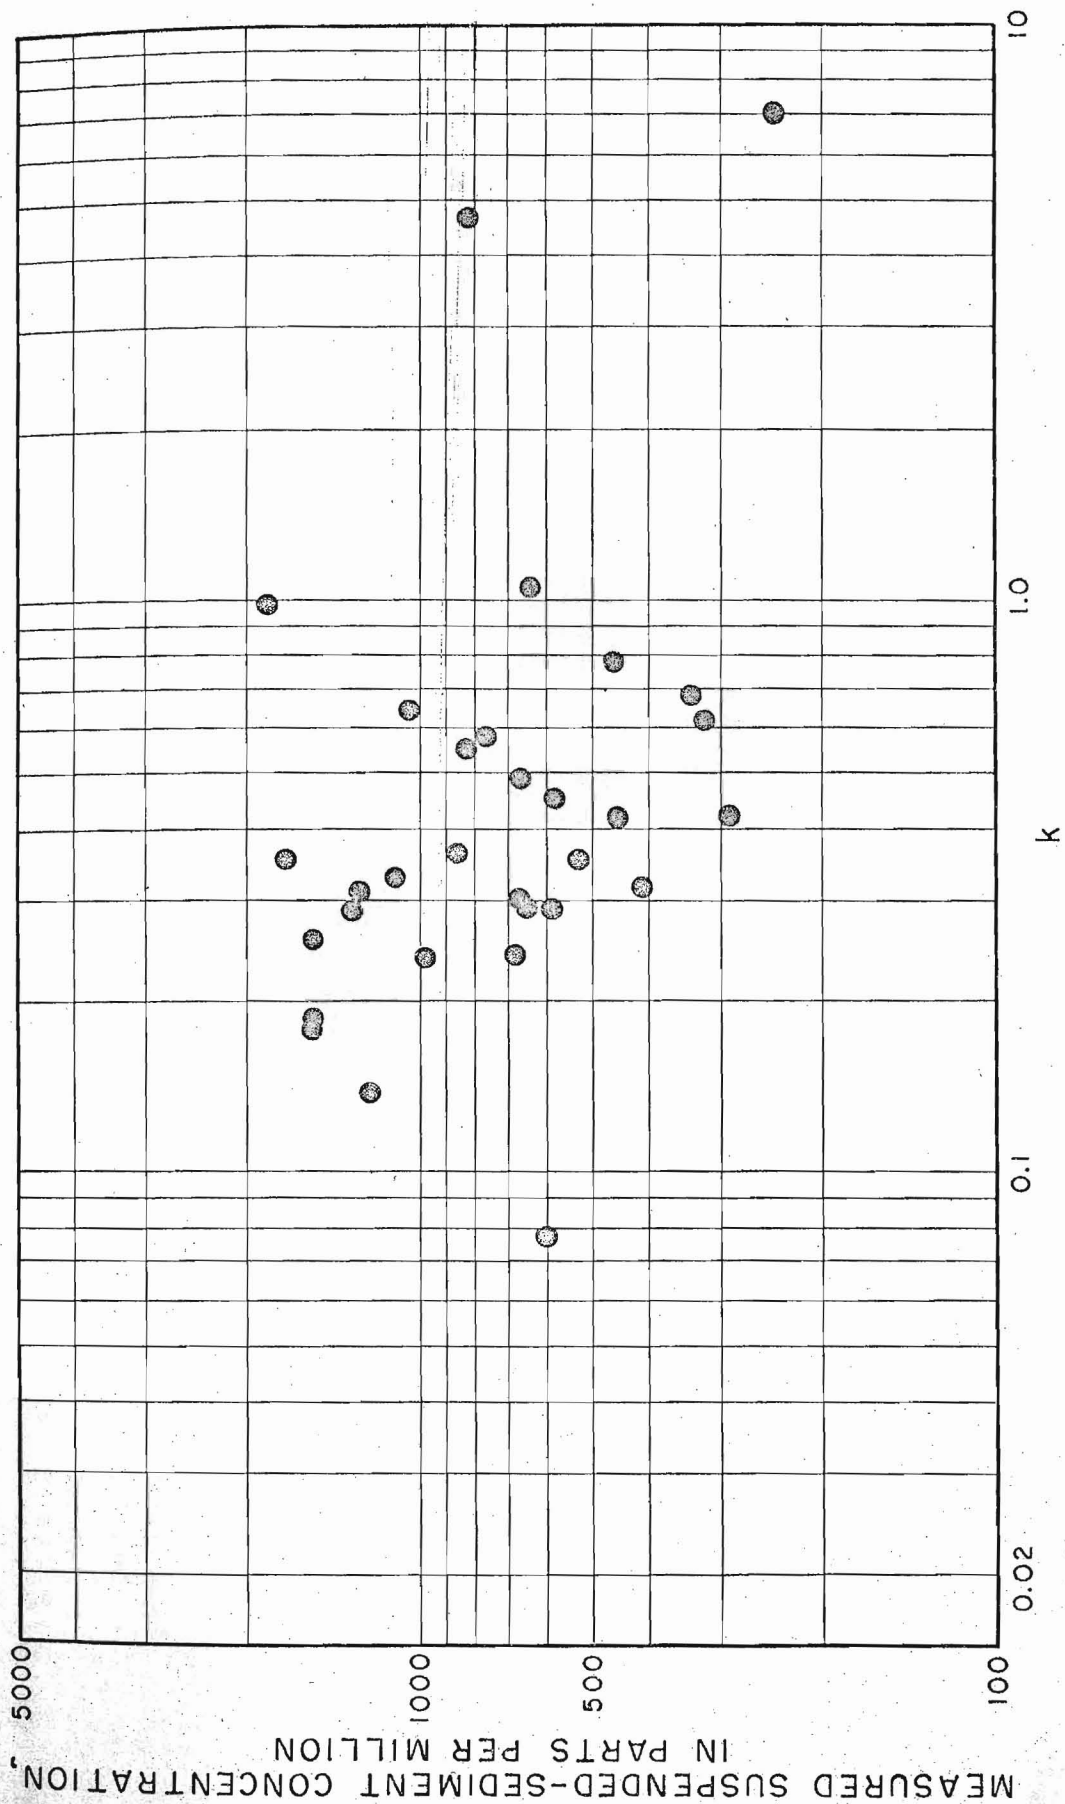 MEASURED SUSPENDED-SEDIMENT CONCENTRATION,
IN PARTS PER MILLION
5000
1000
500
100
0.02
0.1
1.0
10
k